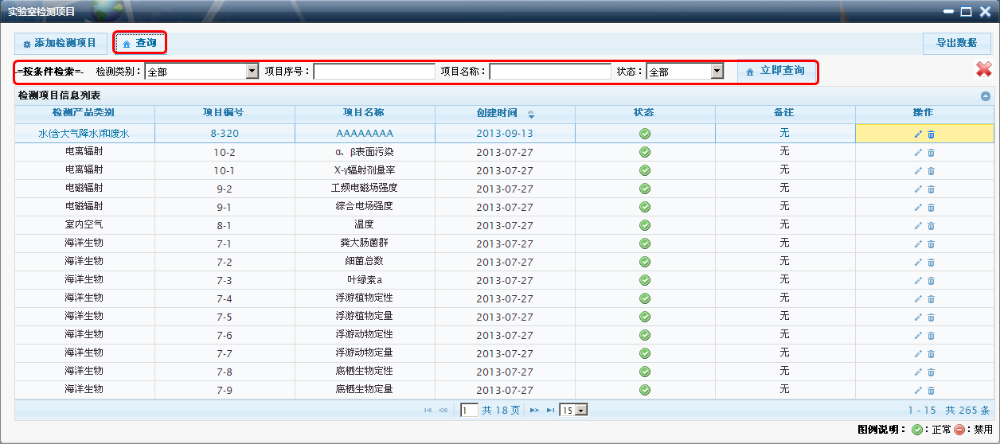 实验室检测项目
添加检测项目 查询 导出数据
-=按条件检索=- 检测类别： 全部 项目序号： 项目名称： 状态： 全部 立即查询
检测项目信息列表
检测产品类别 项目编号 项目名称 创建时间 状态 备注 操作
水(含大气降水)和废水 8-320 AAAAAAAA 2013-09-13 无
电离辐射 10-2 α、β表面污染 2013-07-27 无
电离辐射 10-1 X-γ辐射剂量率 2013-07-27 无
电磁辐射 9-2 工频电磁场强度 2013-07-27 无
电磁辐射 9-1 综合电场强度 2013-07-27 无
室内空气 8-1 温度 2013-07-27 无
海洋生物 7-1 粪大肠菌群 2013-07-27 无
海洋生物 7-2 细菌总数 2013-07-27 无
海洋生物 7-3 叶绿素a 2013-07-27 无
海洋生物 7-4 浮游植物定性 2013-07-27 无
海洋生物 7-5 浮游植物定量 2013-07-27 无
海洋生物 7-6 浮游动物定性 2013-07-27 无
海洋生物 7-7 浮游动物定量 2013-07-27 无
海洋生物 7-8 底栖生物定性 2013-07-27 无
海洋生物 7-9 底栖生物定量 2013-07-27 无
1 共 18 页 15 1 - 15 共 265 条
图例说明： ：正常 ：禁用